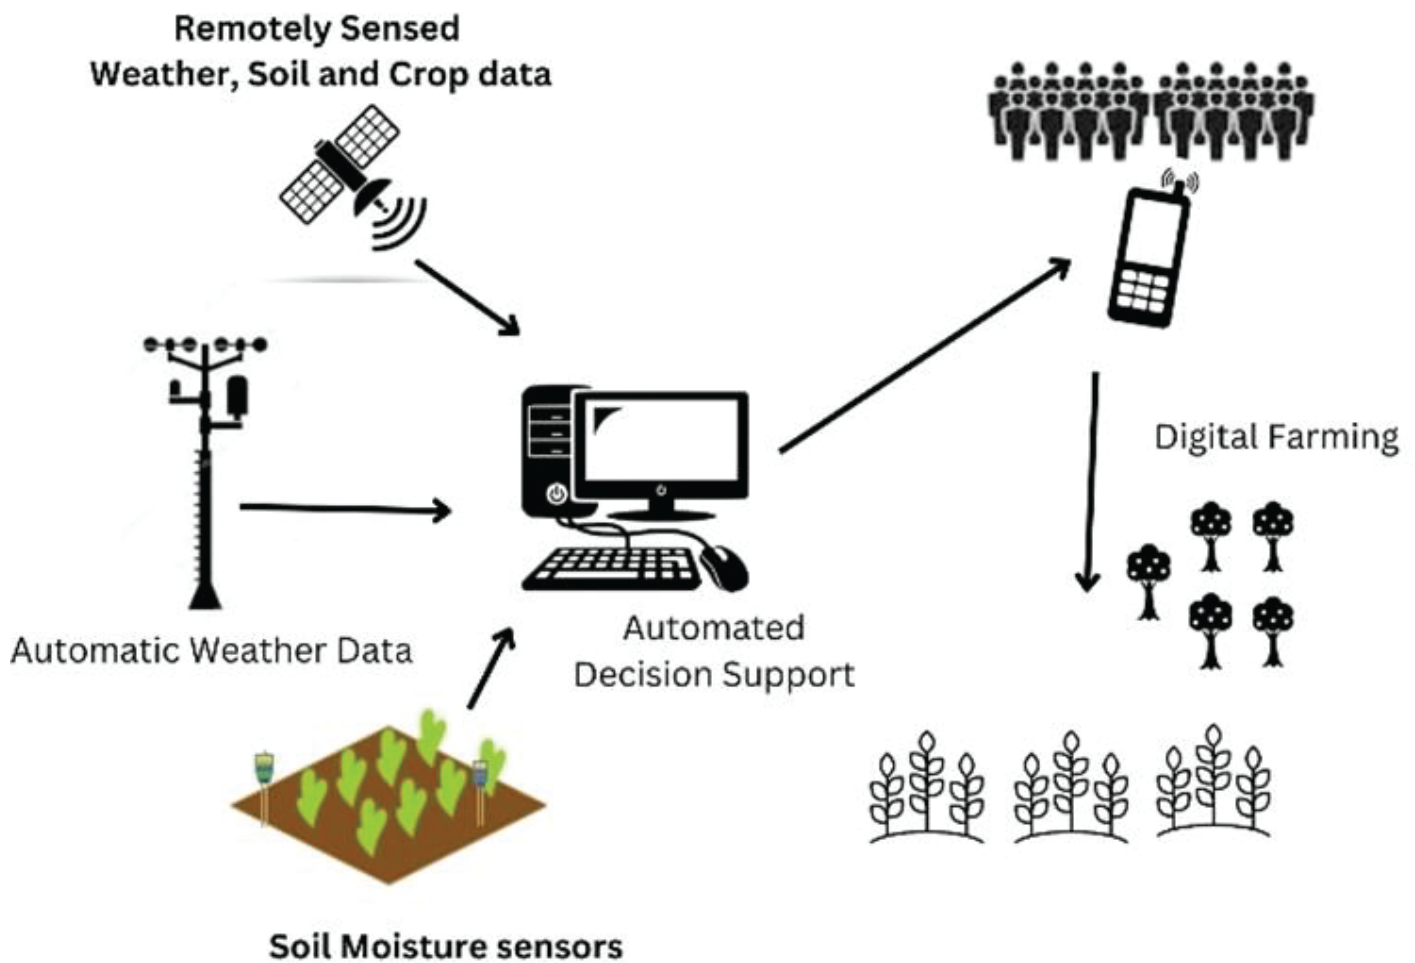 Remotely Sensed
Weather, Soil and Crop data
Digital Farming
Automatic Weather Data
Automated
Decision Support
Soil Moisture sensors